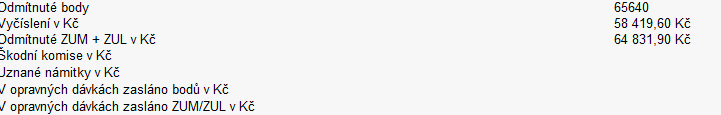 Odmítnuté body 65640
Vyčíslení v Kč 58 419,60 Kč
Odmítnuté ZUM + ZUL v Kč 64 831,90 Kč
Škodní komise v Kč
Uznané námitky v Kč
V opravných dávkách zasláno bodů v Kč
V opravných dávkách zasláno ZUM/ZUL v Kč